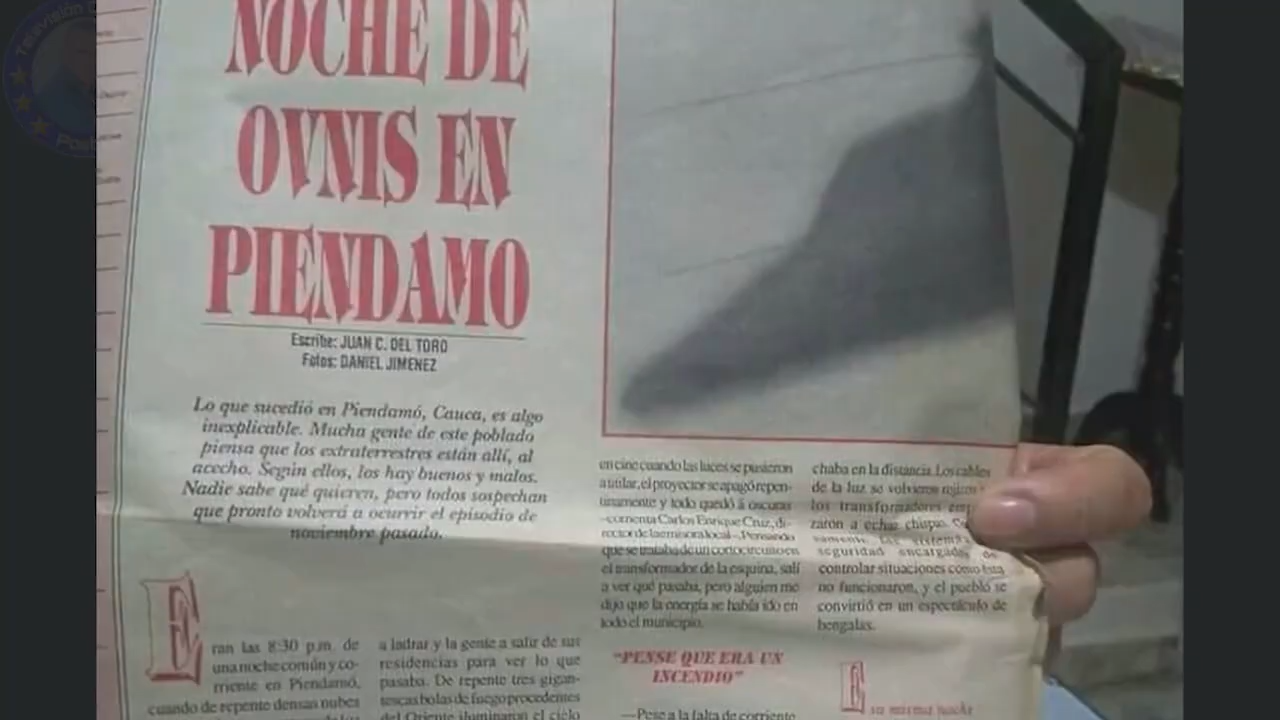 NOCHE DE
OVNIS EN
PIENDAMO
Escribe: JUAN C. DEL TORO
Fotos: DANIEL JIMENEZ
Lo que sucedió en Piendamó, Cauca, es algo
inexplicable. Mucha gente de este poblado
piensa que los extraterrestres están allí, al
acecho. Según ellos, los hay buenos y malos.
Nadie sabe qué quieren, pero todos sospechan
que pronto volverá a ocurrir el episodio de
noviembre pasado.
Eran las 8:30 p.m. de
una noche común y co-
rriente en Piendamó,
cuando de repente densas nubes
a ladrar y la gente a salir de sus
residencias para ver lo que
pasaba. De repente tres gigan-
tescas bolas de fuego procedentes
del Oriente iluminaron el cielo
en cine cuando las luces se pusieron
a titilar, el proyector se apagó repen-
tinamente y todo quedó a oscuras
-comenta Carlos Enrique Cruz, di-
rector de la emisora local-. Pensando
que se trataba de un cortocircuito en
el transformador de la esquina, salí
a ver qué pasaba, pero alguien me
dijo que la energía se había ido en
todo el municipio.
"PENSE QUE ERA UN
INCENDIO"
—Pese a la falta de corriente
chaba en la distancia. Los cables
de la luz se volvieron rojizos
los transformadores
zaron a echar chispas.
seguridad encargados de
controlar situaciones como ésta
no funcionaron, y el pueblo se
convirtió en un espectáculo de
bengalas.
Esa misma noche
Televisión